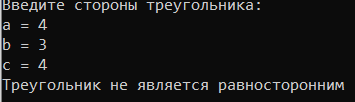 Введите стороны треугольника:
a = 4
b = 3
c = 4
Треугольник не является равносторонним